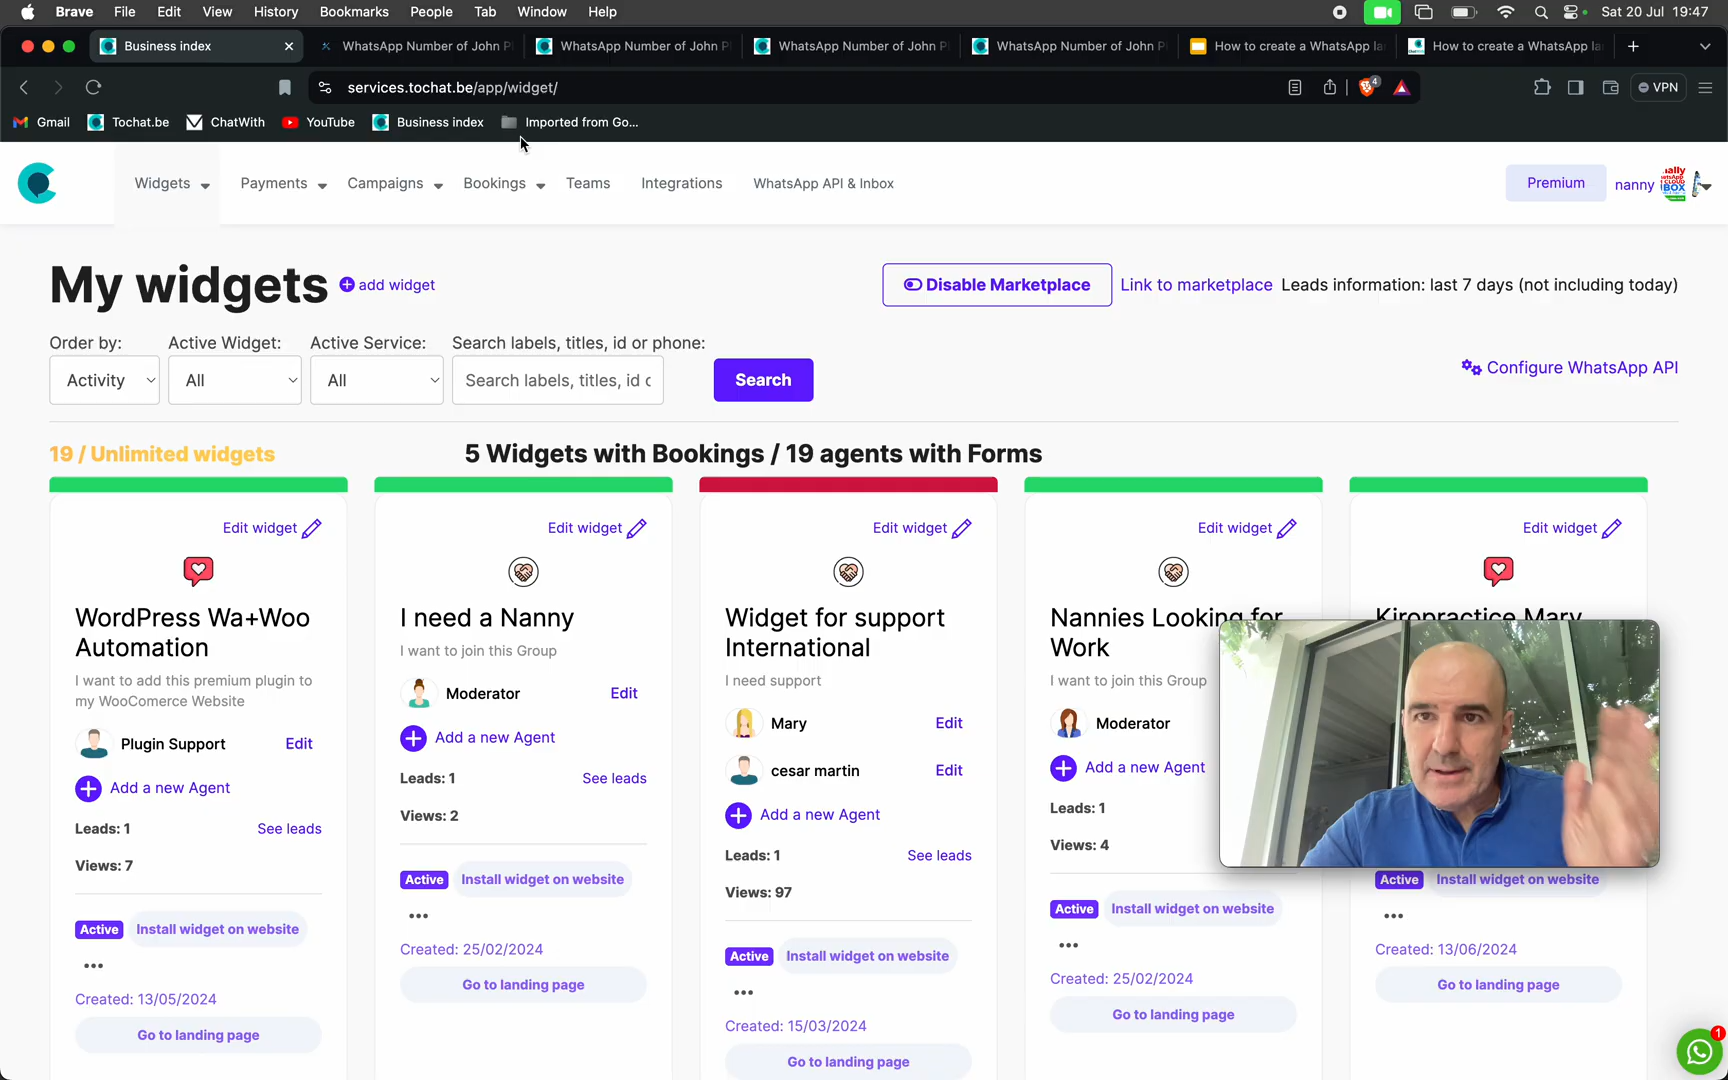 Brave File Edit View History Bookmarks People Tab Window Help
Sat 20 Jul 19:47
Business index
WhatsApp Number of John P
WhatsApp Number of John P
WhatsApp Number of John P
WhatsApp Number of John P
How to create a WhatsApp la
How to create a WhatsApp la
services.tochat.be/app/widget/
4
VPN
Gmail Tochat.be ChatWith YouTube Business index Imported from Go...
Widgets Payments Campaigns Bookings Teams Integrations WhatsApp API & Inbox
Premium nanny
My widgets add widget
Disable Marketplace Link to marketplace Leads information: last 7 days (not including today)
Order by: Active Widget: Active Service: Search labels, titles, id or phone:
Activity All All Search labels, titles, id o Search
Configure WhatsApp API
19 / Unlimited widgets
5 Widgets with Bookings / 19 agents with Forms
Edit widget
WordPress Wa+Woo
Automation
I want to add this premium plugin to
my WooComerce Website
Plugin Support Edit
Add a new Agent
Leads: 1 See leads
Views: 7
Active Install widget on website
Created: 13/05/2024
Go to landing page
Edit widget
I need a Nanny
I want to join this Group
Moderator Edit
Add a new Agent
Leads: 1 See leads
Views: 2
Active Install widget on website
Created: 25/02/2024
Go to landing page
Edit widget
Widget for support
International
I need support
Mary Edit
cesar martin Edit
Add a new Agent
Leads: 1 See leads
Views: 97
Active Install widget on website
Created: 15/03/2024
Go to landing page
Edit widget
Nannies Looking for
Work
I want to join this Group
Moderator
Add a new Agent
Leads: 1
Views: 4
Active Install widget on website
Created: 25/02/2024
Go to landing page
Edit widget
Kiropractice Mary
Active Install widget on website
Created: 13/06/2024
Go to landing page
1